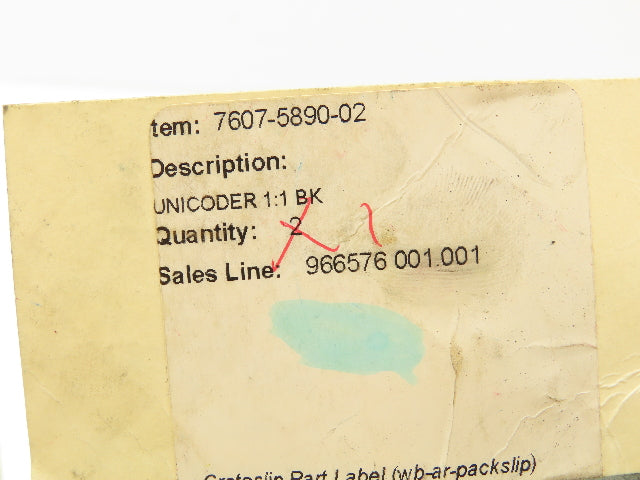 tem: 7607-5890-02
Description:
UNICODER 1:1 BK
Quantity: 2
Sales Line: 966576 001.001
Crateslip Part Label (wb-ar-packslip)